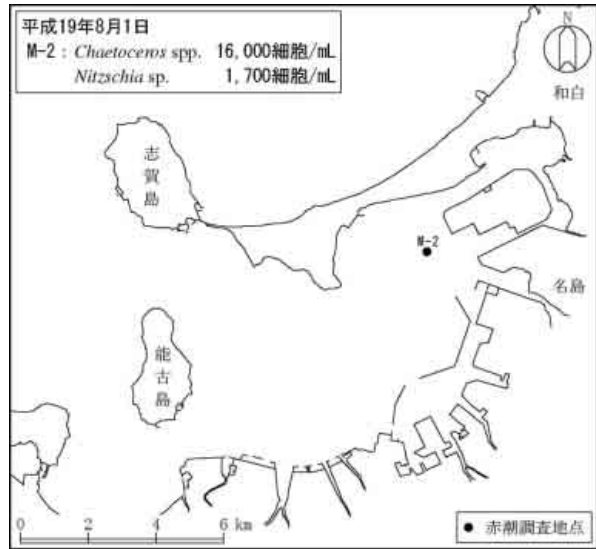 平成19年8月1日
M-2：Chaetoceros spp. 16,000細胞/mL
Nitzschia sp. 1,700細胞/mL
N
和白
志賀島
M-2
名島
能古島
0 2 4 6 km
● 赤潮調査地点